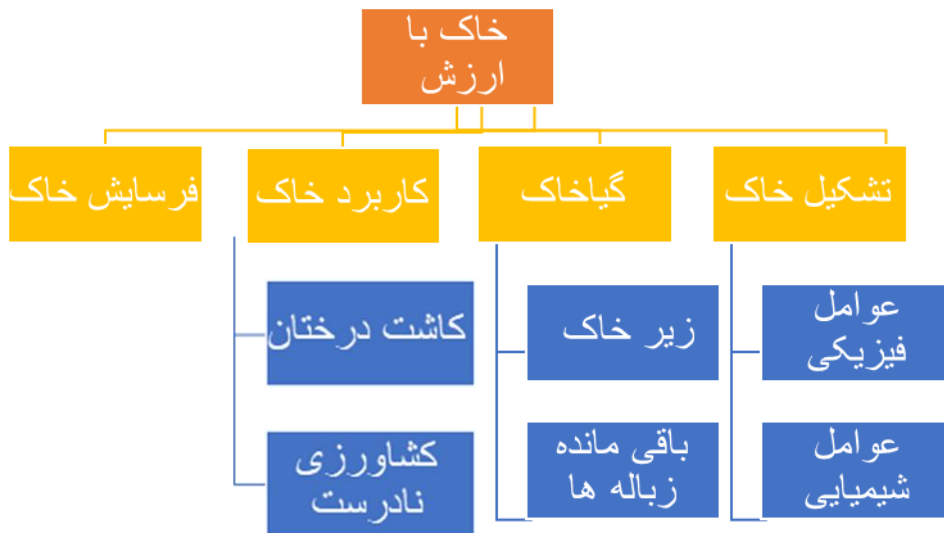 خاک با
ارزش
تشکیل خاک
گیاخاک
کاربرد خاک
فرسایش خاک
عوامل
فیزیکی
زیر خاک
کاشت درختان
عوامل
شیمیایی
باقی مانده
زباله ها
کشاورزی
نادرست